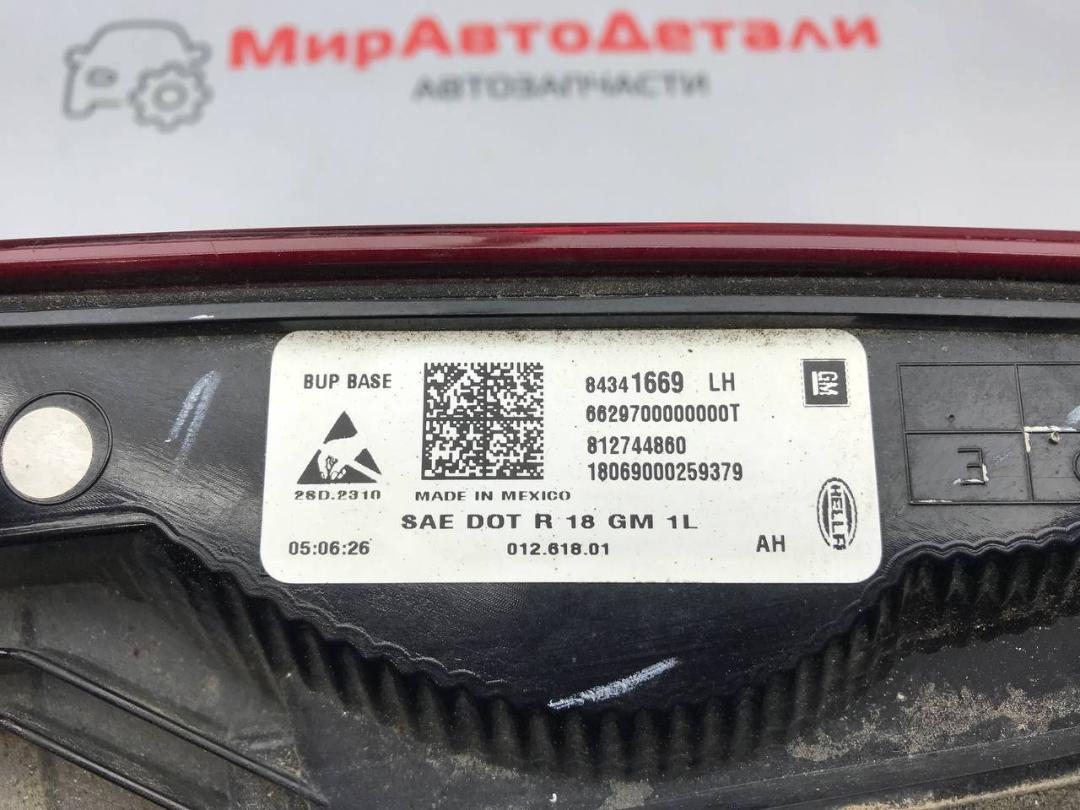 МирАвтоДетали
АВТОЗАПЧАСТИ
BUP BASE
84341669 LH
GM
6629700000000T
812744860
18069000259379
28D.2310
MADE IN MEXICO
SAE DOT R 18 GM 1L
HELLA
05:06:26
012.618.01
AH
E